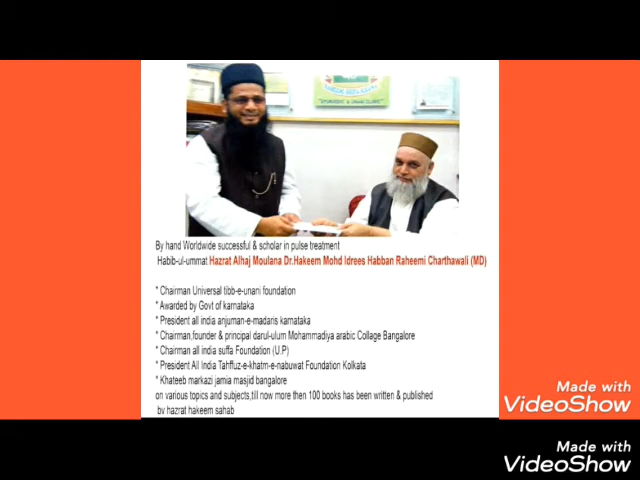 AYURVEDIC & UNANI CLINIC
By hand Worldwide successful & scholar in pulse treatment
Habib-ul-ummat Hazrat Alhaj Moulana Dr.Hakeem Mohd Idrees Habban Raheemi Charthawali (MD)
* Chairman Universal tibb-e-unani foundation
* Awarded by Govt of karnataka
* President all india anjuman-e-madaris karnataka
* Chairman,founder & principal darul-ulum Mohammadiya arabic Collage Bangalore
* Chairman all india suffa Foundation (U.P)
* President All India Tahffuz-e-khatm-e-nabuwat Foundation Kolkata
* Khateeb markazi jamia masjid bangalore
on various topics and subjects,till now more then 100 books has been written & published
by hazrat hakeem sahab
Made with
VideoShow
Made with
VideoShow